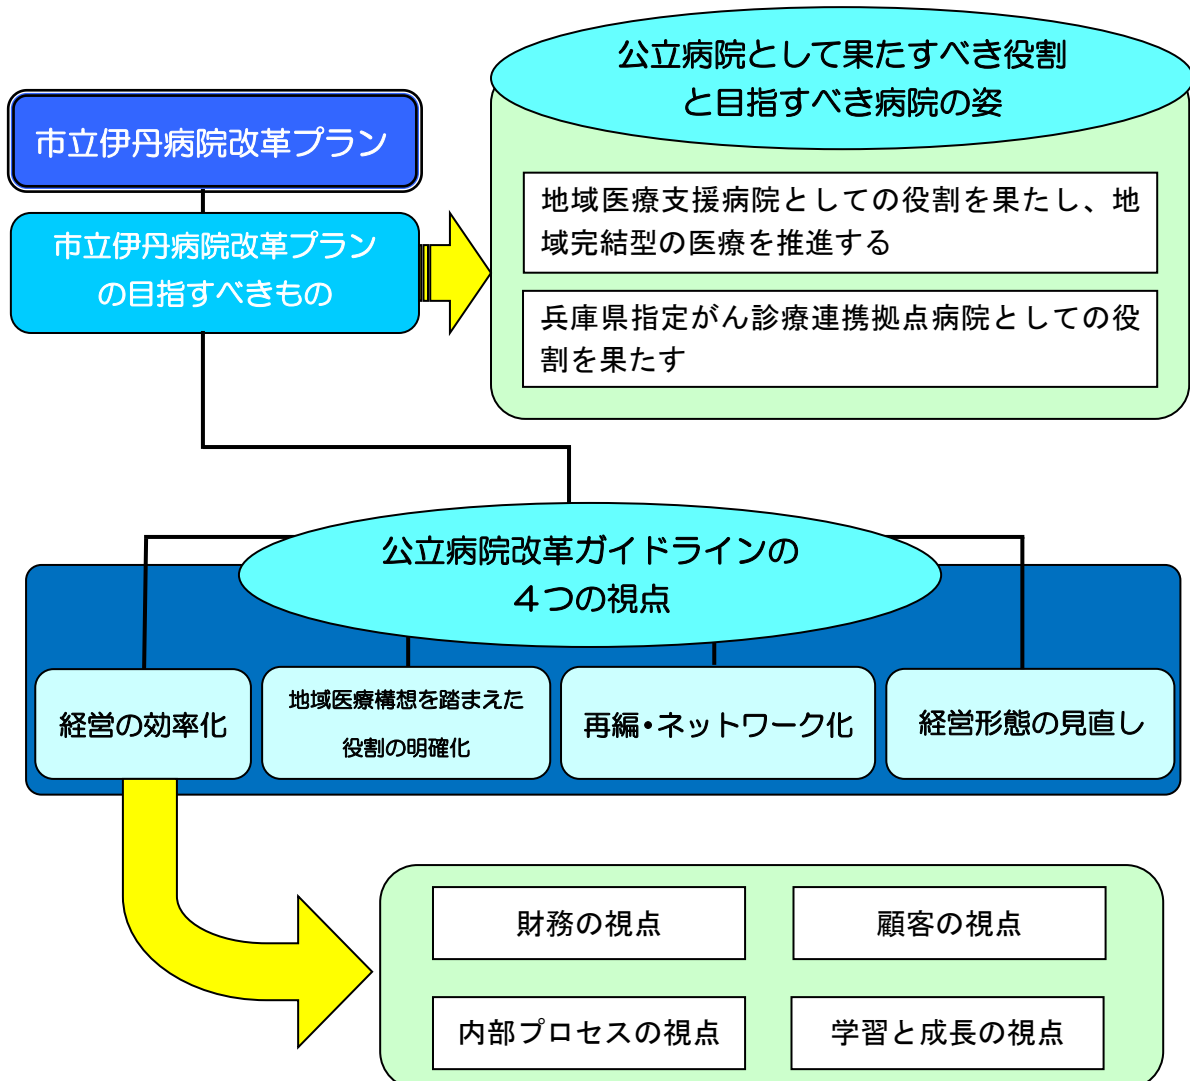 市立伊丹病院改革プラン
市立伊丹病院改革プラン
の目指すべきもの
公立病院として果たすべき役割
と目指すべき病院の姿
地域医療支援病院としての役割を果たし、地
域完結型の医療を推進する
兵庫県指定がん診療連携拠点病院としての役
割を果たす
公立病院改革ガイドラインの
４つの視点
経営の効率化
地域医療構想を踏まえた
役割の明確化
再編・ネットワーク化
経営形態の見直し
財務の視点
顧客の視点
内部プロセスの視点
学習と成長の視点